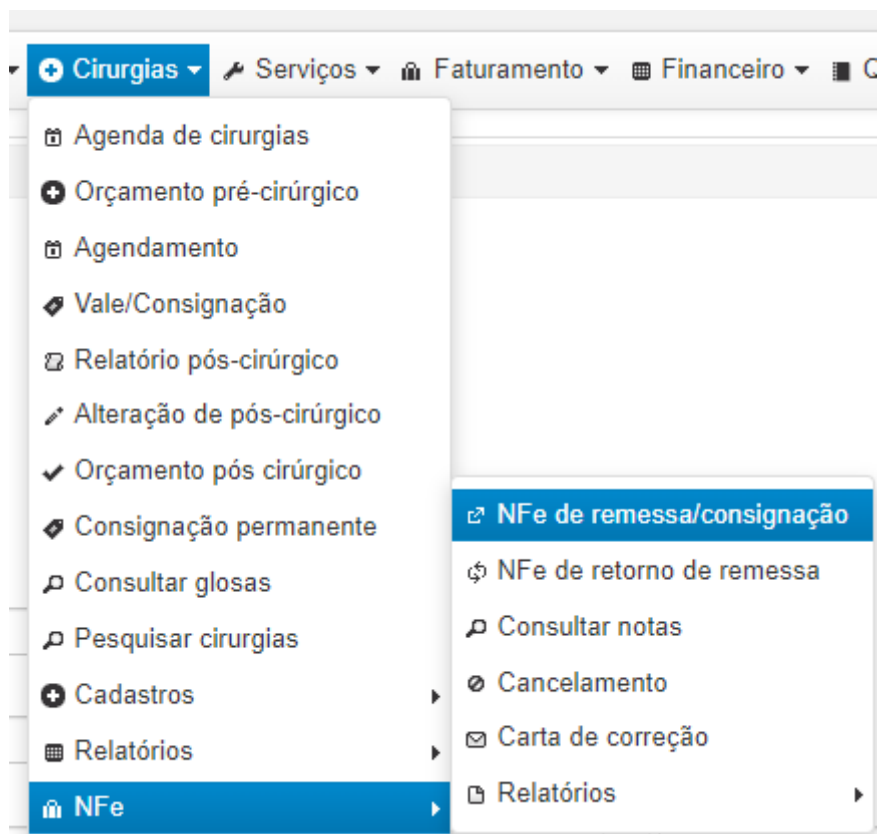 Cirurgias Serviços Faturamento Financeiro
Agenda de cirurgias
Orçamento pré-cirúrgico
Agendamento
Vale/Consignação
Relatório pós-cirúrgico
Alteração de pós-cirúrgico
Orçamento pós cirúrgico
Consignação permanente
Consultar glosas
Pesquisar cirurgias
Cadastros
Relatórios
NFe
NFe de remessa/consignação
NFe de retorno de remessa
Consultar notas
Cancelamento
Carta de correção
Relatórios